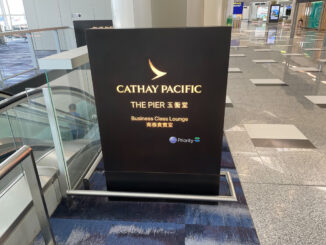 CATHAY PACIFIC
THE PIER 玉衡堂
Business Class Lounge
商務貴賓室
Priority